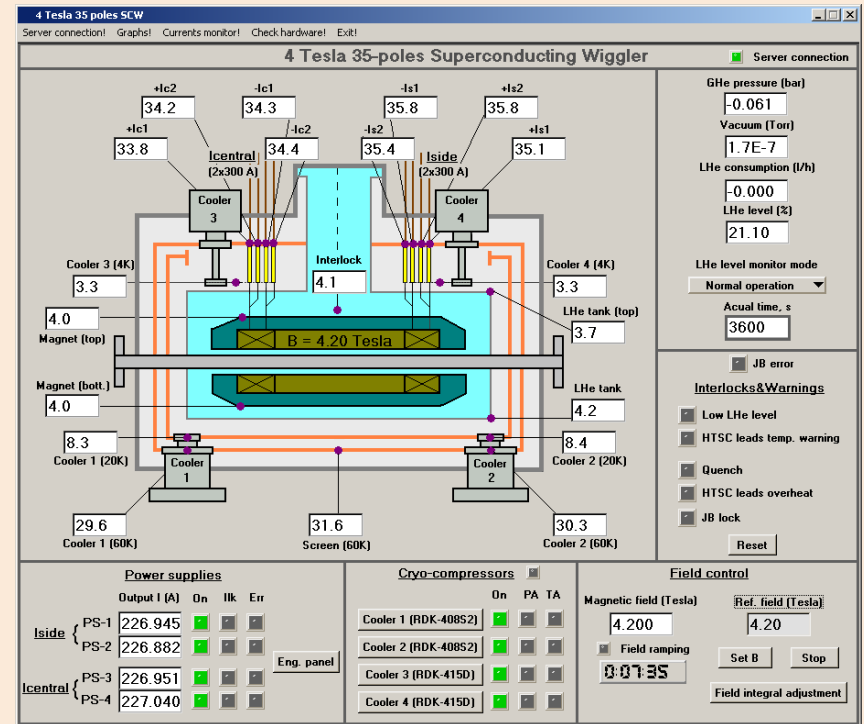 4 Tesla 35 poles SCW
Server connection! Graphs! Currents monitor! Check hardware! Exit!
4 Tesla 35-poles Superconducting Wiggler
Server connection
+Ic2
34.2
-Ic1
34.3
-Is1
35.8
+Is2
35.8
+Ic1
33.8
-Ic2
34.4
-Is2
35.4
+Is1
35.1
Icentral
(2x300 A)
Iside
(2x300 A)
Cooler
3
Cooler
4
Interlock
4.1
Cooler 3 (4K)
3.3
Cooler 4 (4K)
3.3
4.0
Magnet (top)
LHe tank (top)
3.7
B = 4.20 Tesla
Magnet (bott.)
4.0
LHe tank
4.2
8.3
Cooler 1 (20K)
8.4
Cooler 2 (20K)
Cooler
1
Cooler
2
29.6
Cooler 1 (60K)
31.6
Screen (60K)
30.3
Cooler 2 (60K)
GHe pressure (bar)
-0.061
Vacuum (Torr)
1.7E-7
LHe consumption (l/h)
-0.000
LHe level (%)
21.10
LHe level monitor mode
Normal operation
Acual time, s
3600
JB error
Interlocks&Warnings
Low LHe level
HTSC leads temp. warning
Quench
HTSC leads overheat
JB lock
Reset
Power supplies
Output I (A) On Ilk Err
Iside
PS-1 226.945
PS-2 226.882
Icentral
PS-3 226.951
PS-4 227.040
Eng. panel
Cryo-compressors
On PA TA
Cooler 1 (RDK-408S2)
Cooler 2 (RDK-408S2)
Cooler 3 (RDK-415D)
Cooler 4 (RDK-415D)
Field control
Magnetic field (Tesla)
4.200
Ref. field (Tesla)
4.20
Field ramping
0:07:35
Set B
Stop
Field integral adjustment